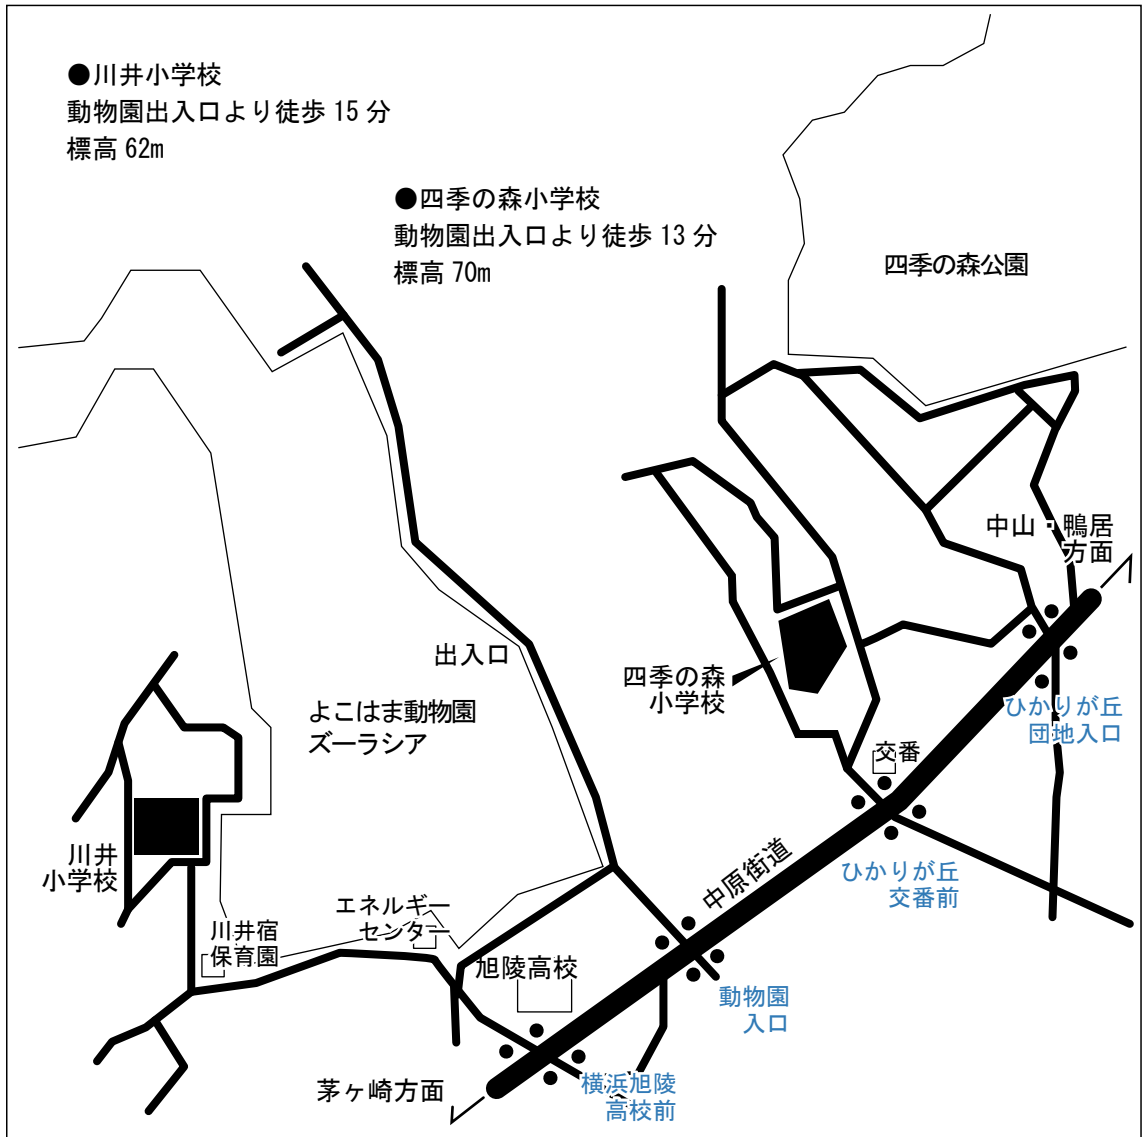 ●川井小学校
動物園出入口より徒歩 15 分
標高 62m
●四季の森小学校
動物園出入口より徒歩 13 分
標高 70m
四季の森公園
中山・鴨居
方面
出入口
四季の森
小学校
よこはま動物園
ズーラシア
ひかりが丘
団地入口
交番
川井
小学校
中原街道
ひかりが丘
交番前
エネルギー
センター
川井宿
保育園
旭陵高校
動物園
入口
茅ヶ崎方面
横浜旭陵
高校前